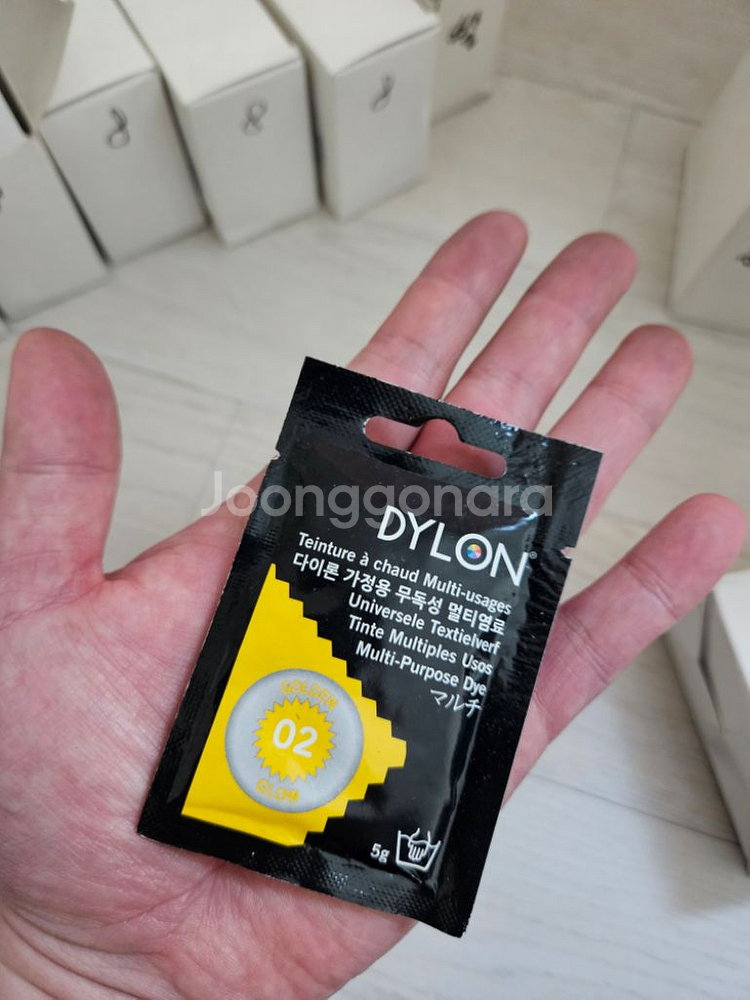 Joonggonara
DYLON®
Teinture à chaud Multi-usages
다이론 가정용 무독성 멀티염료
Universele Textielverf
Tinte Multiples Usos
Multi-Purpose Dye
マルチ
GOLDEN
02
GLOW
5g
8